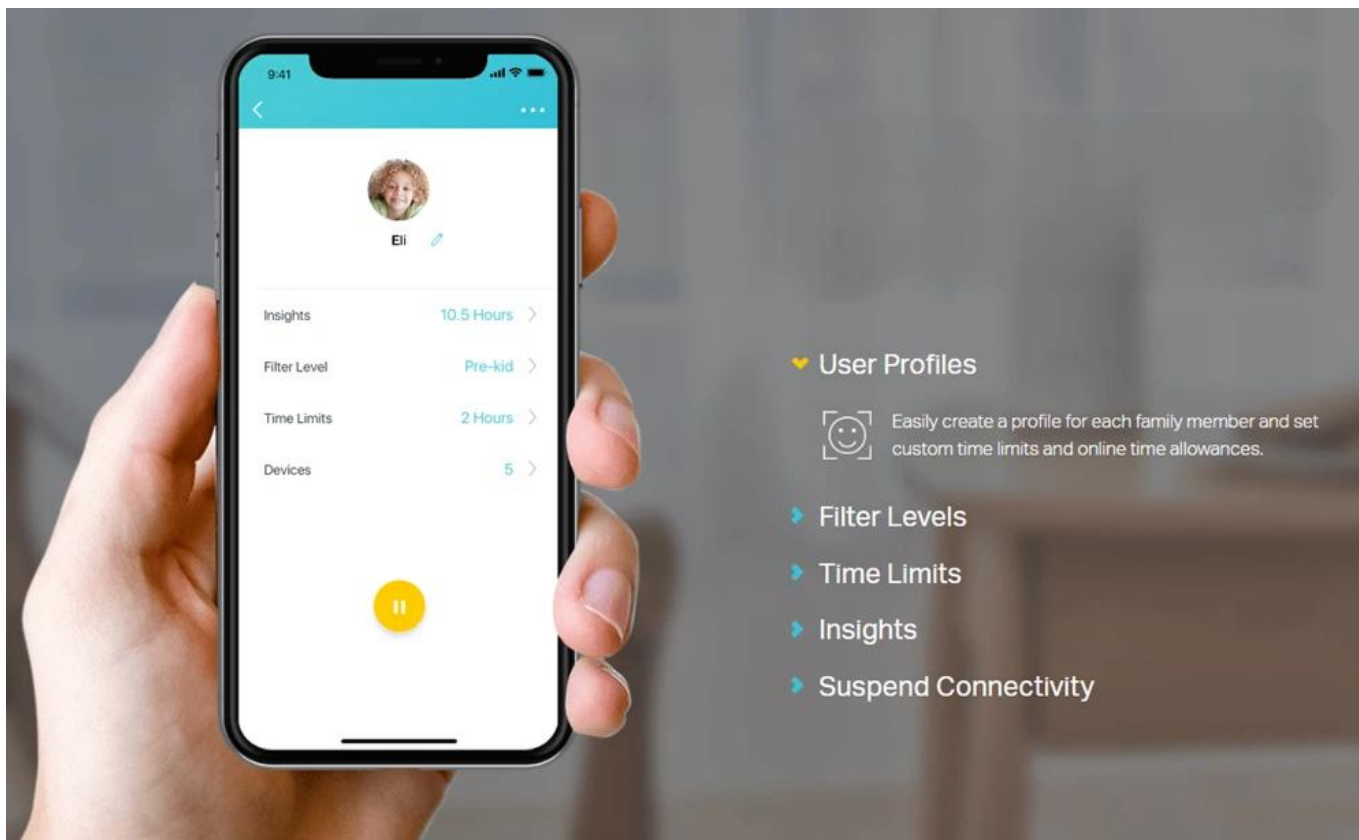 9:41
Eli
Insights 10.5 Hours
Filter Level Pre-kid
Time Limits 2 Hours
Devices 5
User Profiles
Easily create a profile for each family member and set
custom time limits and online time allowances.
Filter Levels
Time Limits
Insights
Suspend Connectivity